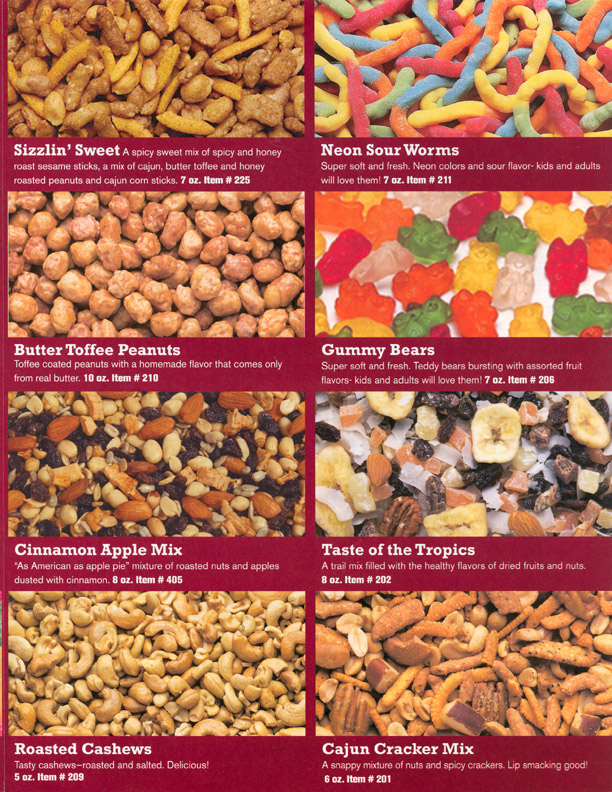 Sizzlin' Sweet A spicy sweet mix of spicy and honey
roast sesame sticks, a mix of cajun, butter toffee and honey
roasted peanuts and cajun corn sticks. 7 oz. Item # 225
Neon Sour Worms
Super soft and fresh. Neon colors and sour flavor- kids and adults
will love them! 7 oz. Item # 211
Butter Toffee Peanuts
Toffee coated peanuts with a homemade flavor that comes only
from real butter. 10 oz. Item # 210
Gummy Bears
Super soft and fresh. Teddy bears bursting with assorted fruit
flavors- kids and adults will love them! 7 oz. Item # 206
Cinnamon Apple Mix
"As American as apple pie" mixture of roasted nuts and apples
dusted with cinnamon. 8 oz. Item # 405
Taste of the Tropics
A trail mix filled with the healthy flavors of dried fruits and nuts.
8 oz. Item # 202
Roasted Cashews
Tasty cashews–roasted and salted. Delicious!
5 oz. Item # 209
Cajun Cracker Mix
A snappy mixture of nuts and spicy crackers. Lip smacking good!
6 oz. Item # 201